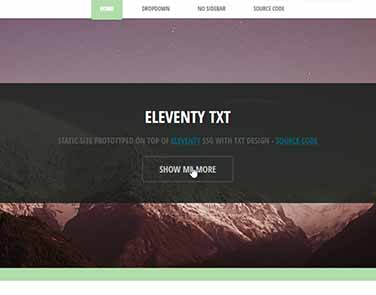 HOME DROPDOWN NO SIDEBAR SOURCE CODE
ELEVENTY TXT
STATIC SITE PROTOTYPED ON TOP OF ELEVENTY SSG WITH TXT DESIGN - SOURCE CODE
SHOW ME MORE